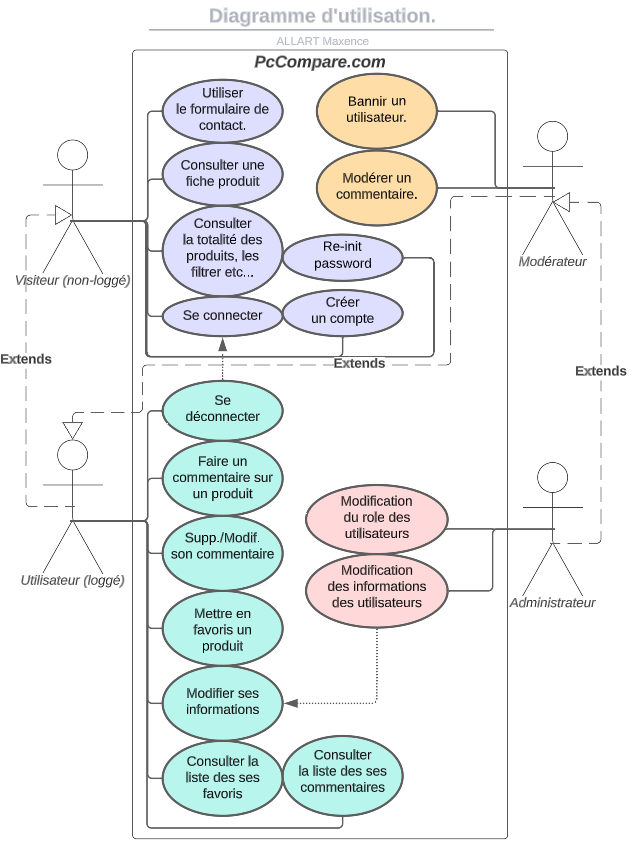 Diagramme d'utilisation.
ALLART Maxence
PcCompare.com
Utiliser
le formulaire de
contact.
Bannir un
utilisateur.
Consulter une
fiche produit
Modérer un
commentaire.
Consulter
la totalité des
produits, les
filtrer etc...
Re-init
password
Visiteur (non-loggé)
Modérateur
Se connecter
Créer
un compte
Extends
Extends
Extends
Se
déconnecter
Faire un
commentaire sur
un produit
Modification
du role des
utilisateurs
Supp./Modif.
son commentaire
Utilisateur (loggé)
Modification
des informations
des utilisateurs
Administrateur
Mettre en
favoris un
produit
Modifier ses
informations
Consulter la
liste des ses
favoris
Consulter
la liste des ses
commentaires